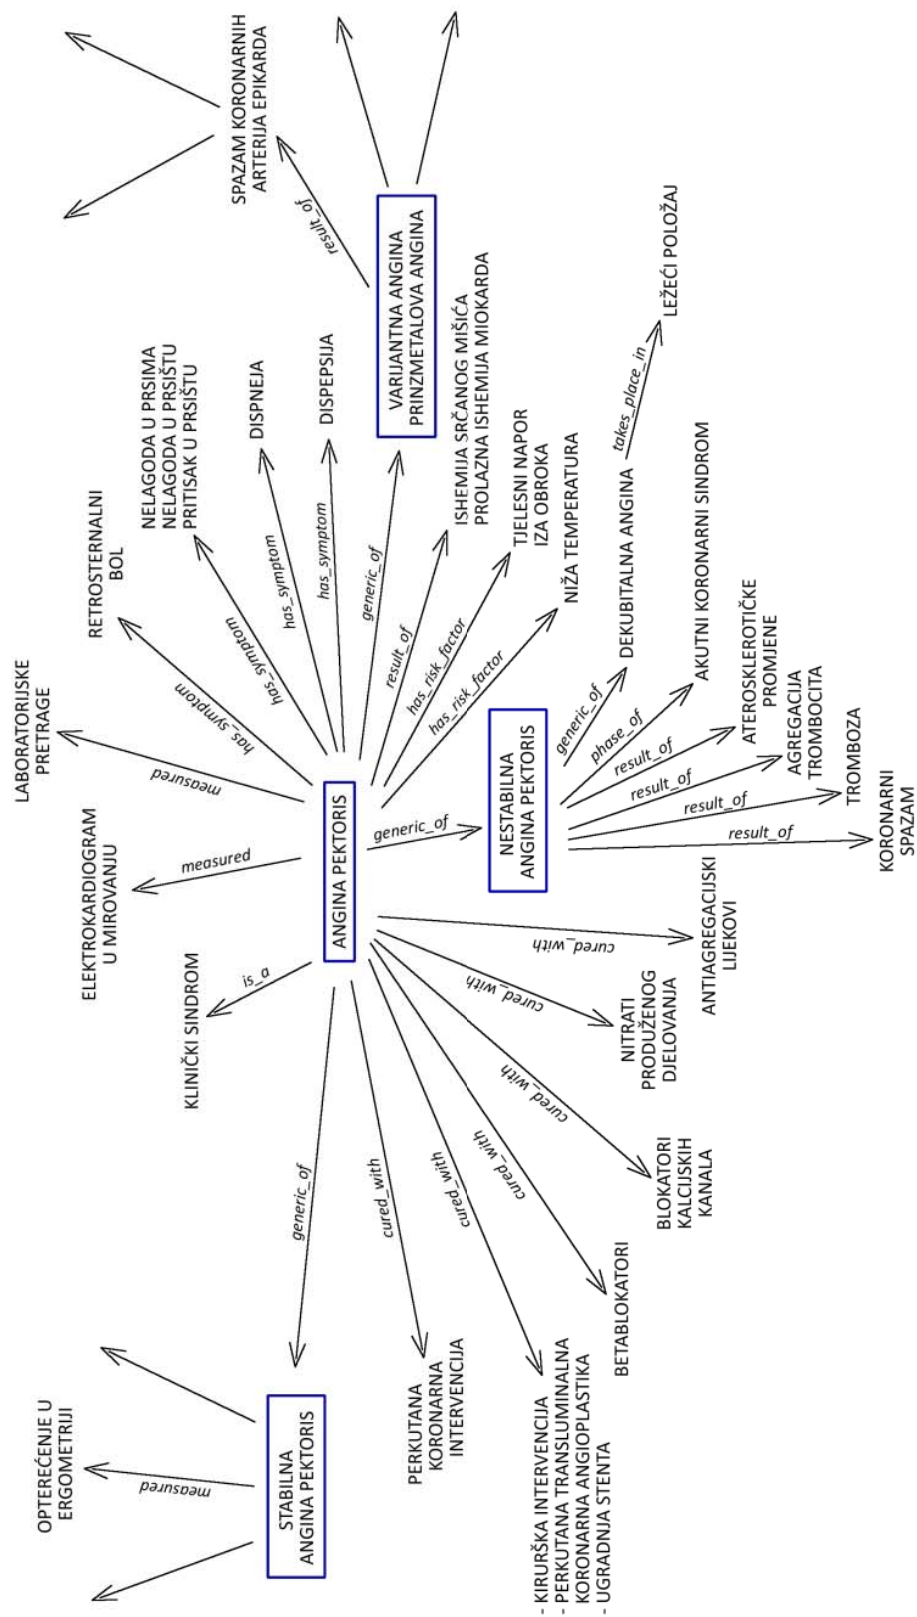 OPTEREĆENJE U
ERGOMETRIJI
measured
STABILNA
ANGINA PEKTORIS
generic_of
PERKUTANA
KORONARNA
INTERVENCIJA
cured_with
- KIRURŠKA INTERVENCIJA
- PERKUTANA TRANSLUMINALNA
KORONARNA ANGIOPLASTIKA
- UGRADNJA STENTA
cured_with
BETABLOKATORI
cured_with
BLOKATORI
KALCIJSKIH
KANALA
cured_with
NITRATI
PRODUŽENOG
DJELOVANJA
cured_with
ANTIAGREGACIJSKI
LIJEKOVI
cured_with
KLINIČKI SINDROM
is_a
ELEKTROKARDIOGRAM
U MIROVANJU
measured
LABORATORIJSKE
PRETRAGE
measured
ANGINA PEKTORIS
RETROSTERNALNI
BOL
has_symptom
NELAGODA U PRSIMA
NELAGODA U PRSIŠTU
PRITISAK U PRSIŠTU
has_symptom
DISPNEJA
has_symptom
DISPEPSIJA
has_symptom
generic_of
VARIJANTNA ANGINA
PRINZMETALOVA ANGINA
result_of
SPAZAM KORONARNIH
ARTERIJA EPIKARDA
result_of
ISHEMIJA SRČANOG MIŠIĆA
PROLAZNA ISHEMIJA MIOKARDA
has_risk_factor
TJELESNI NAPOR
IZA OBROKA
has_risk_factor
NIŽA TEMPERATURA
generic_of
NESTABILNA
ANGINA PEKTORIS
generic_of
DEKUBITALNA ANGINA
takes_place_in
LEŽEĆI POLOŽAJ
phase_of
AKUTNI KORONARNI SINDROM
result_of
ATEROSKLEROTIČKE
PROMJENE
result_of
AGREGACIJA
TROMBOCITA
result_of
TROMBOZA
result_of
KORONARNI
SPAZAM